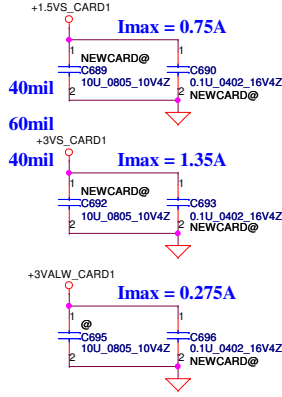 +1.5VS_CARD1
Imax = 0.75A
1
1
NEWCARD@
C689
C690
10U_0805_10V4Z
0.1U_0402_16V4Z
40mil
2
2
NEWCARD@
60mil
+3VS_CARD1
40mil
Imax = 1.35A
1
1
NEWCARD@
C692
C693
10U_0805_10V4Z
0.1U_0402_16V4Z
2
2
NEWCARD@
+3VALW_CARD1
Imax = 0.275A
1
1
@
C695
C696
10U_0805_10V4Z
0.1U_0402_16V4Z
2
2
NEWCARD@